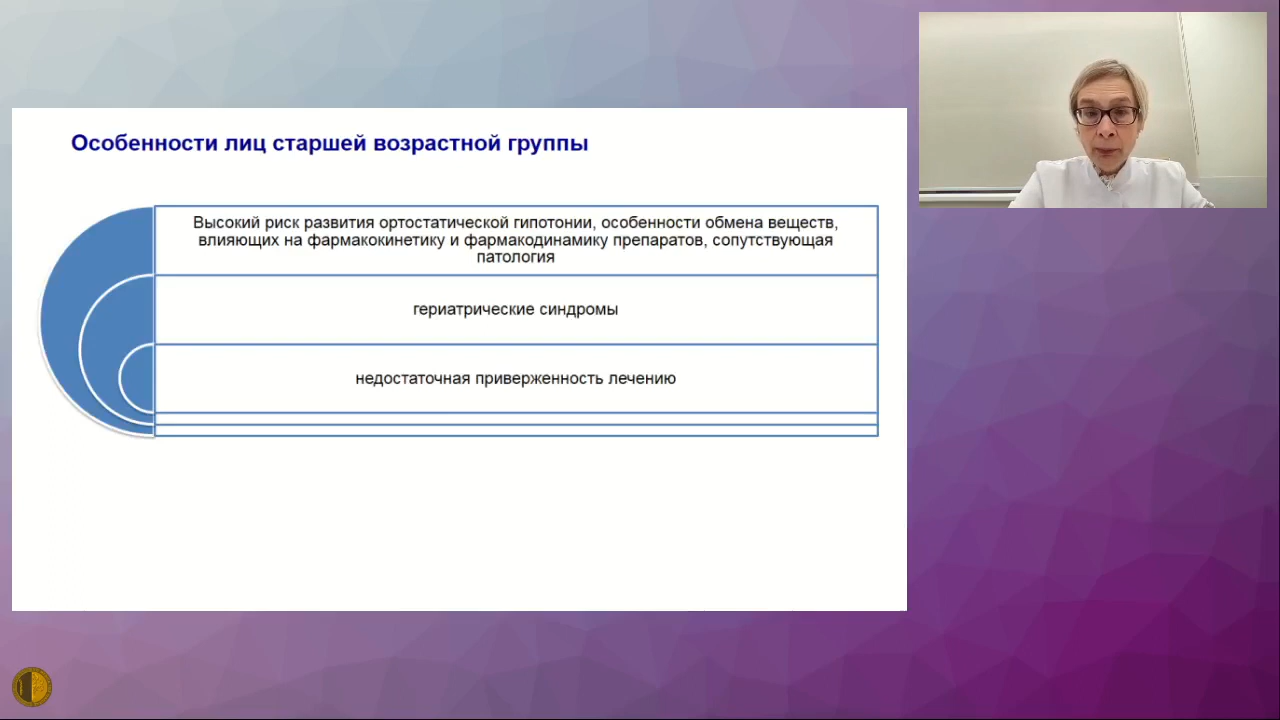 Особенности лиц старшей возрастной группы
Высокий риск развития ортостатической гипотонии, особенности обмена веществ,
влияющих на фармакокинетику и фармакодинамику препаратов, сопутствующая
патология
гериатрические синдромы
недостаточная приверженность лечению